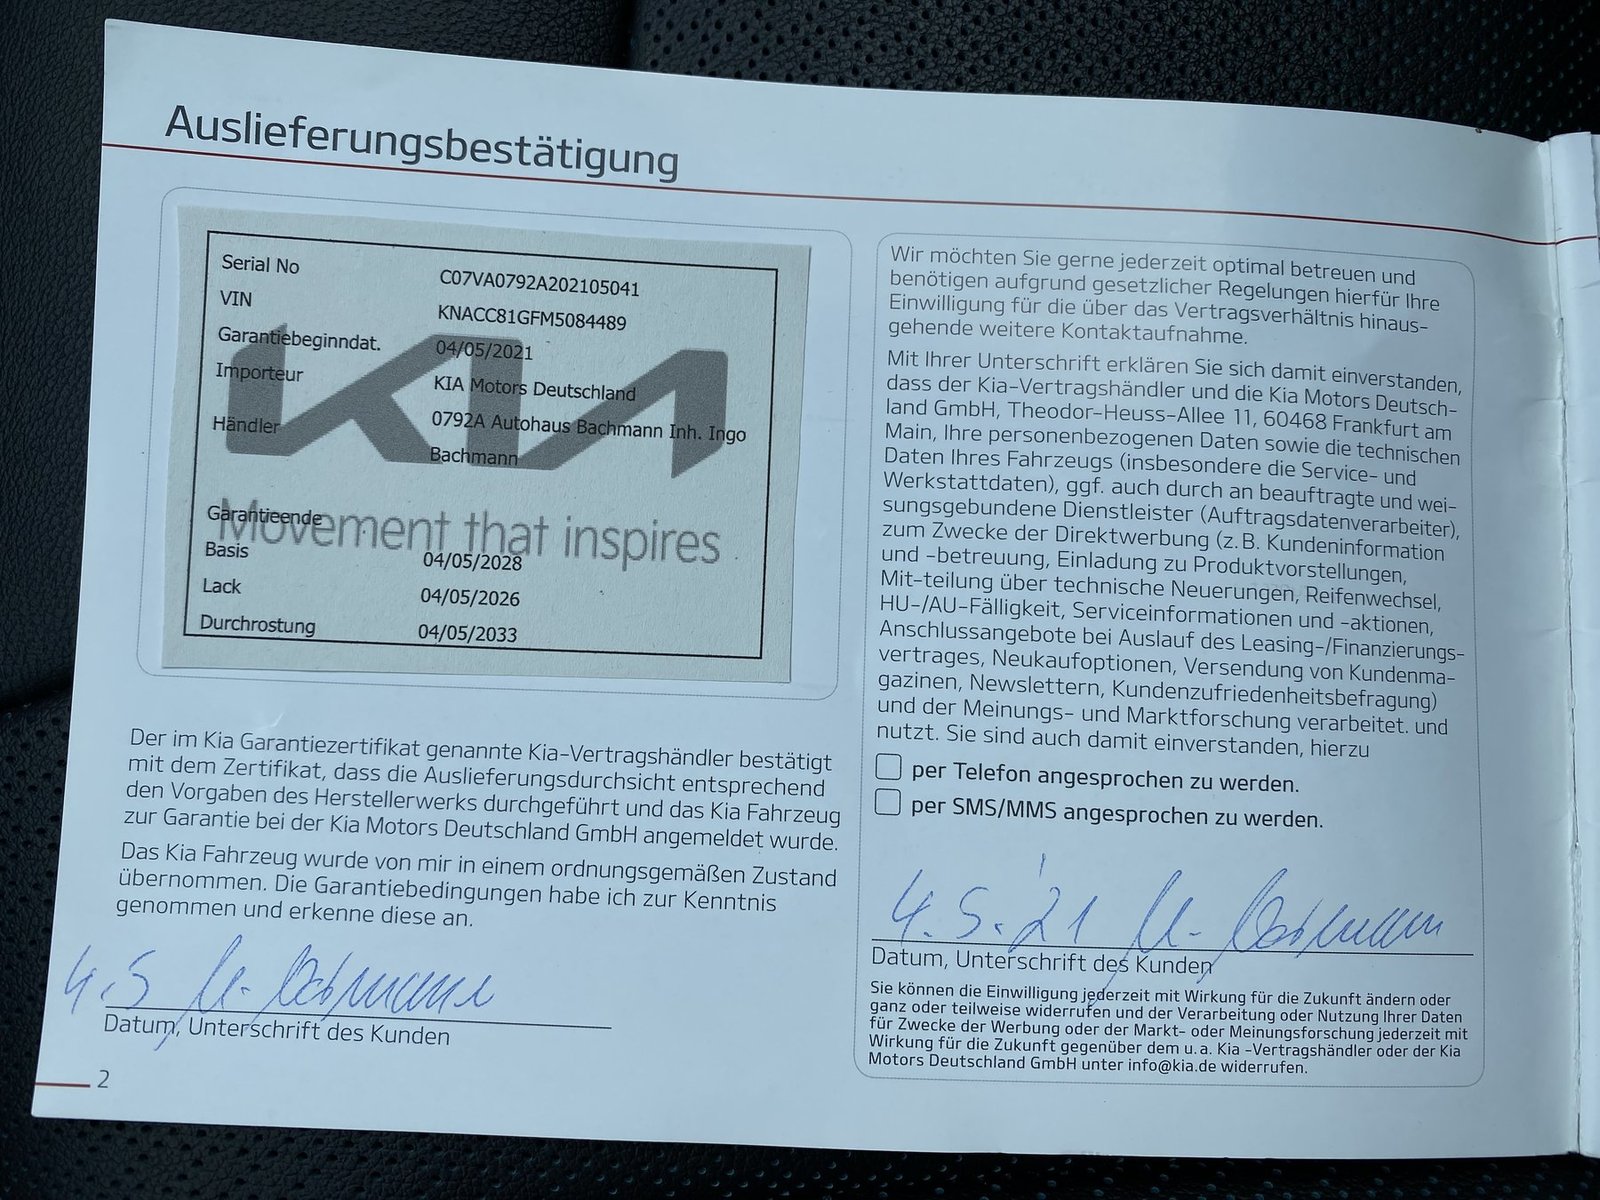 Auslieferungsbestätigung
Serial No C07VA0792A202105041
VIN KNACC81GFM5084489
Garantiebeginndat. 04/05/2021
Importeur KIA Motors Deutschland
Händler 0792A Autohaus Bachmann Inh. Ingo
Bachmann
KIA
Movement that inspires
Garantieende
Basis 04/05/2028
Lack 04/05/2026
Durchrostung 04/05/2033
Der im Kia Garantiezertifikat genannte Kia-Vertragshändler bestätigt
mit dem Zertifikat, dass die Auslieferungsdurchsicht entsprechend
den Vorgaben des Herstellerwerks durchgeführt und das Kia Fahrzeug
zur Garantie bei der Kia Motors Deutschland GmbH angemeldet wurde.
Das Kia Fahrzeug wurde von mir in einem ordnungsgemäßen Zustand
übernommen. Die Garantiebedingungen habe ich zur Kenntnis
genommen und erkenne diese an.
4.5
Datum, Unterschrift des Kunden
2
Wir möchten Sie gerne jederzeit optimal betreuen und
benötigen aufgrund gesetzlicher Regelungen hierfür Ihre
Einwilligung für die über das Vertragsverhältnis hinaus-
gehende weitere Kontaktaufnahme.
Mit Ihrer Unterschrift erklären Sie sich damit einverstanden,
dass der Kia-Vertragshändler und die Kia Motors Deutsch-
land GmbH, Theodor-Heuss-Allee 11, 60468 Frankfurt am
Main, Ihre personenbezogenen Daten sowie die technischen
Daten Ihres Fahrzeugs (insbesondere die Service- und
Werkstattdaten), ggf. auch durch an beauftragte und wei-
sungsgebundene Dienstleister (Auftragsdatenverarbeiter),
zum Zwecke der Direktwerbung (z.B. Kundeninformation
und -betreuung, Einladung zu Produktvorstellungen,
Mit-teilung über technische Neuerungen, Reifenwechsel,
HU-/AU-Fälligkeit, Serviceinformationen und -aktionen,
Anschlussangebote bei Auslauf des Leasing-/Finanzierungs-
vertrages, Neukaufoptionen, Versendung von Kundenma-
gazinen, Newslettern, Kundenzufriedenheitsbefragung)
und der Meinungs- und Marktforschung verarbeitet. und
nutzt. Sie sind auch damit einverstanden, hierzu
per Telefon angesprochen zu werden.
per SMS/MMS angesprochen zu werden.
4.5.21
Datum, Unterschrift des Kunden
Sie können die Einwilligung jederzeit mit Wirkung für die Zukunft ändern oder
ganz oder teilweise widerrufen und der Verarbeitung oder Nutzung Ihrer Daten
für Zwecke der Werbung oder der Markt- oder Meinungsforschung jederzeit mit
Wirkung für die Zukunft gegenüber dem u.a. Kia -Vertragshändler oder der Kia
Motors Deutschland GmbH unter info@kia.de widerrufen.